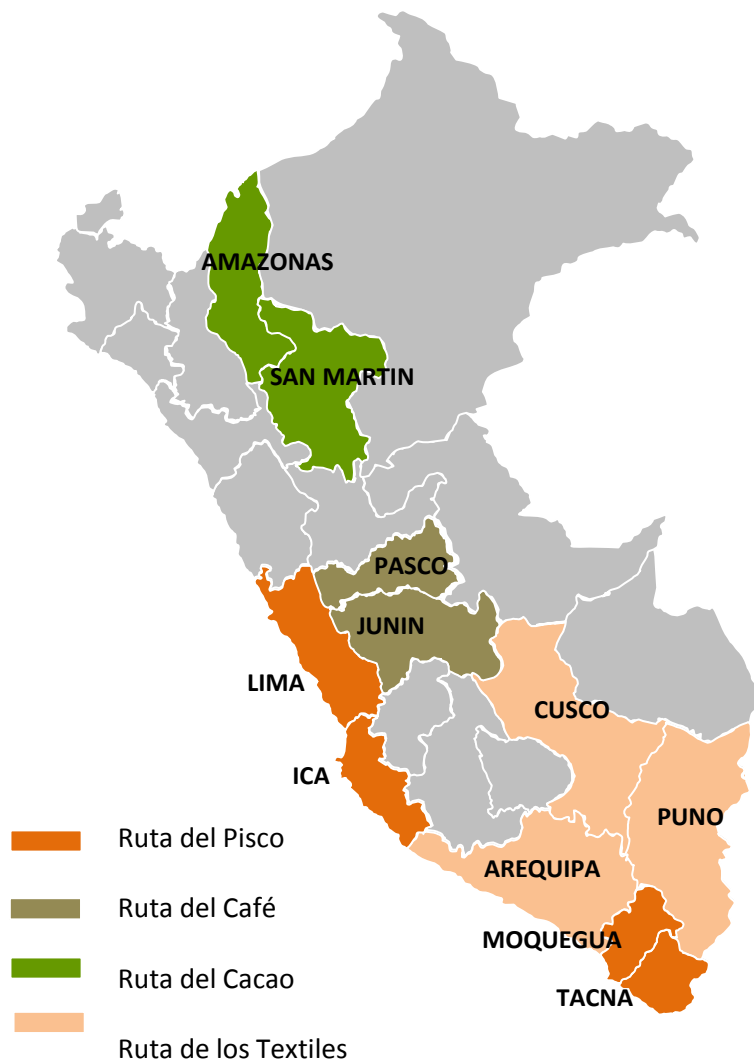 AMAZONAS
SAN MARTIN
PASCO
JUNIN
LIMA
CUSCO
ICA
PUNO
Ruta del Pisco
AREQUIPA
Ruta del Café
MOQUEGUA
Ruta del Cacao
TACNA
Ruta de los Textiles